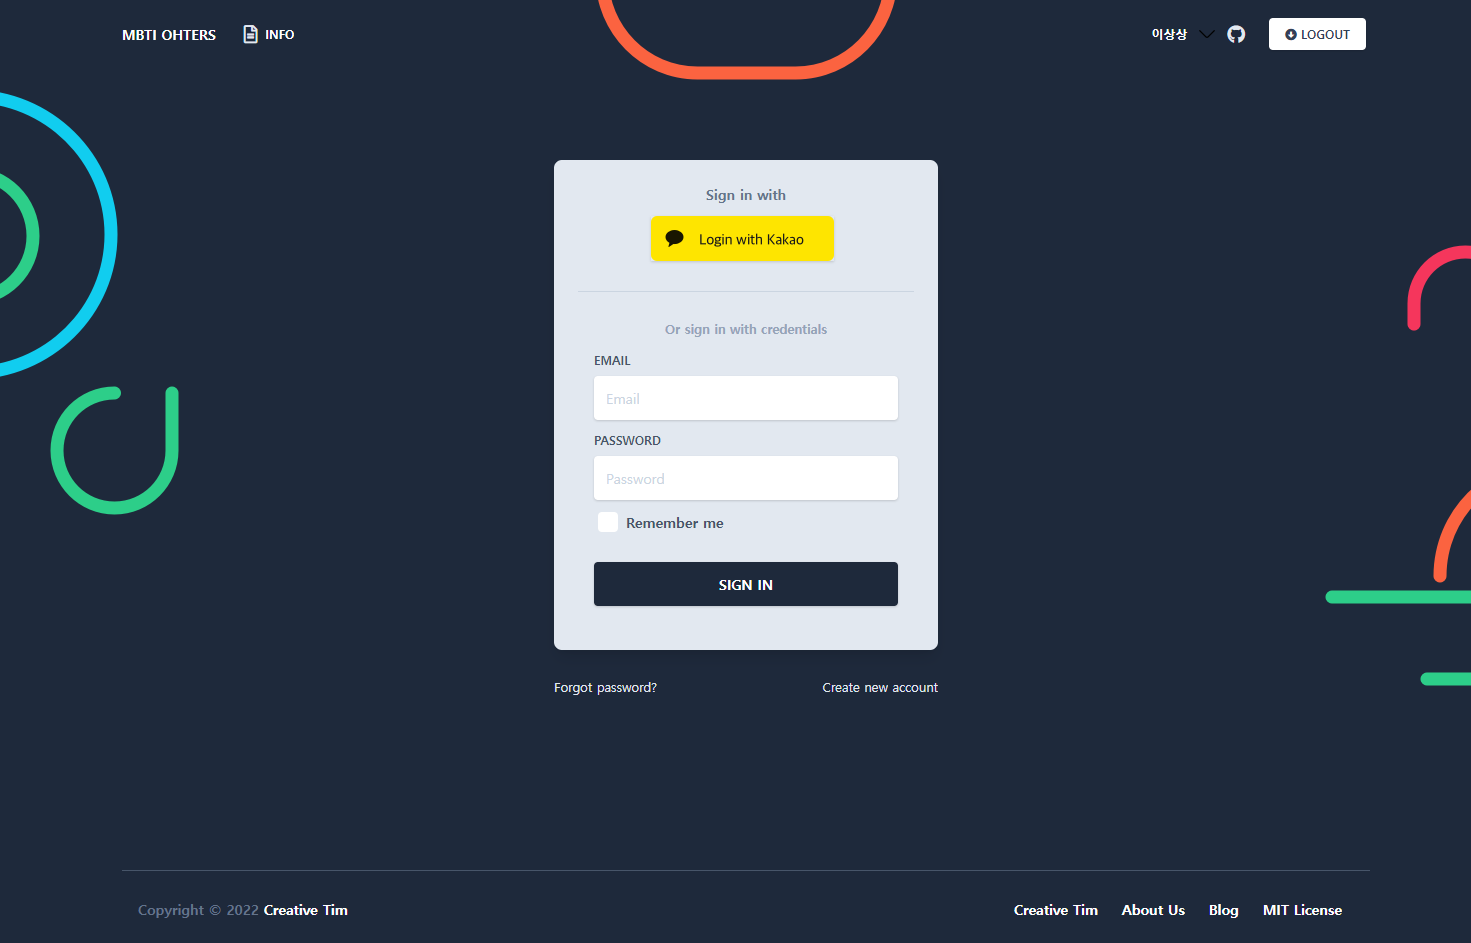 MBTI OHTERS
INFO
이상상
LOGOUT
Sign in with
Login with Kakao
Or sign in with credentials
EMAIL
Email
PASSWORD
Password
Remember me
SIGN IN
Forgot password?
Create new account
Copyright © 2022 Creative Tim
Creative Tim
About Us
Blog
MIT License